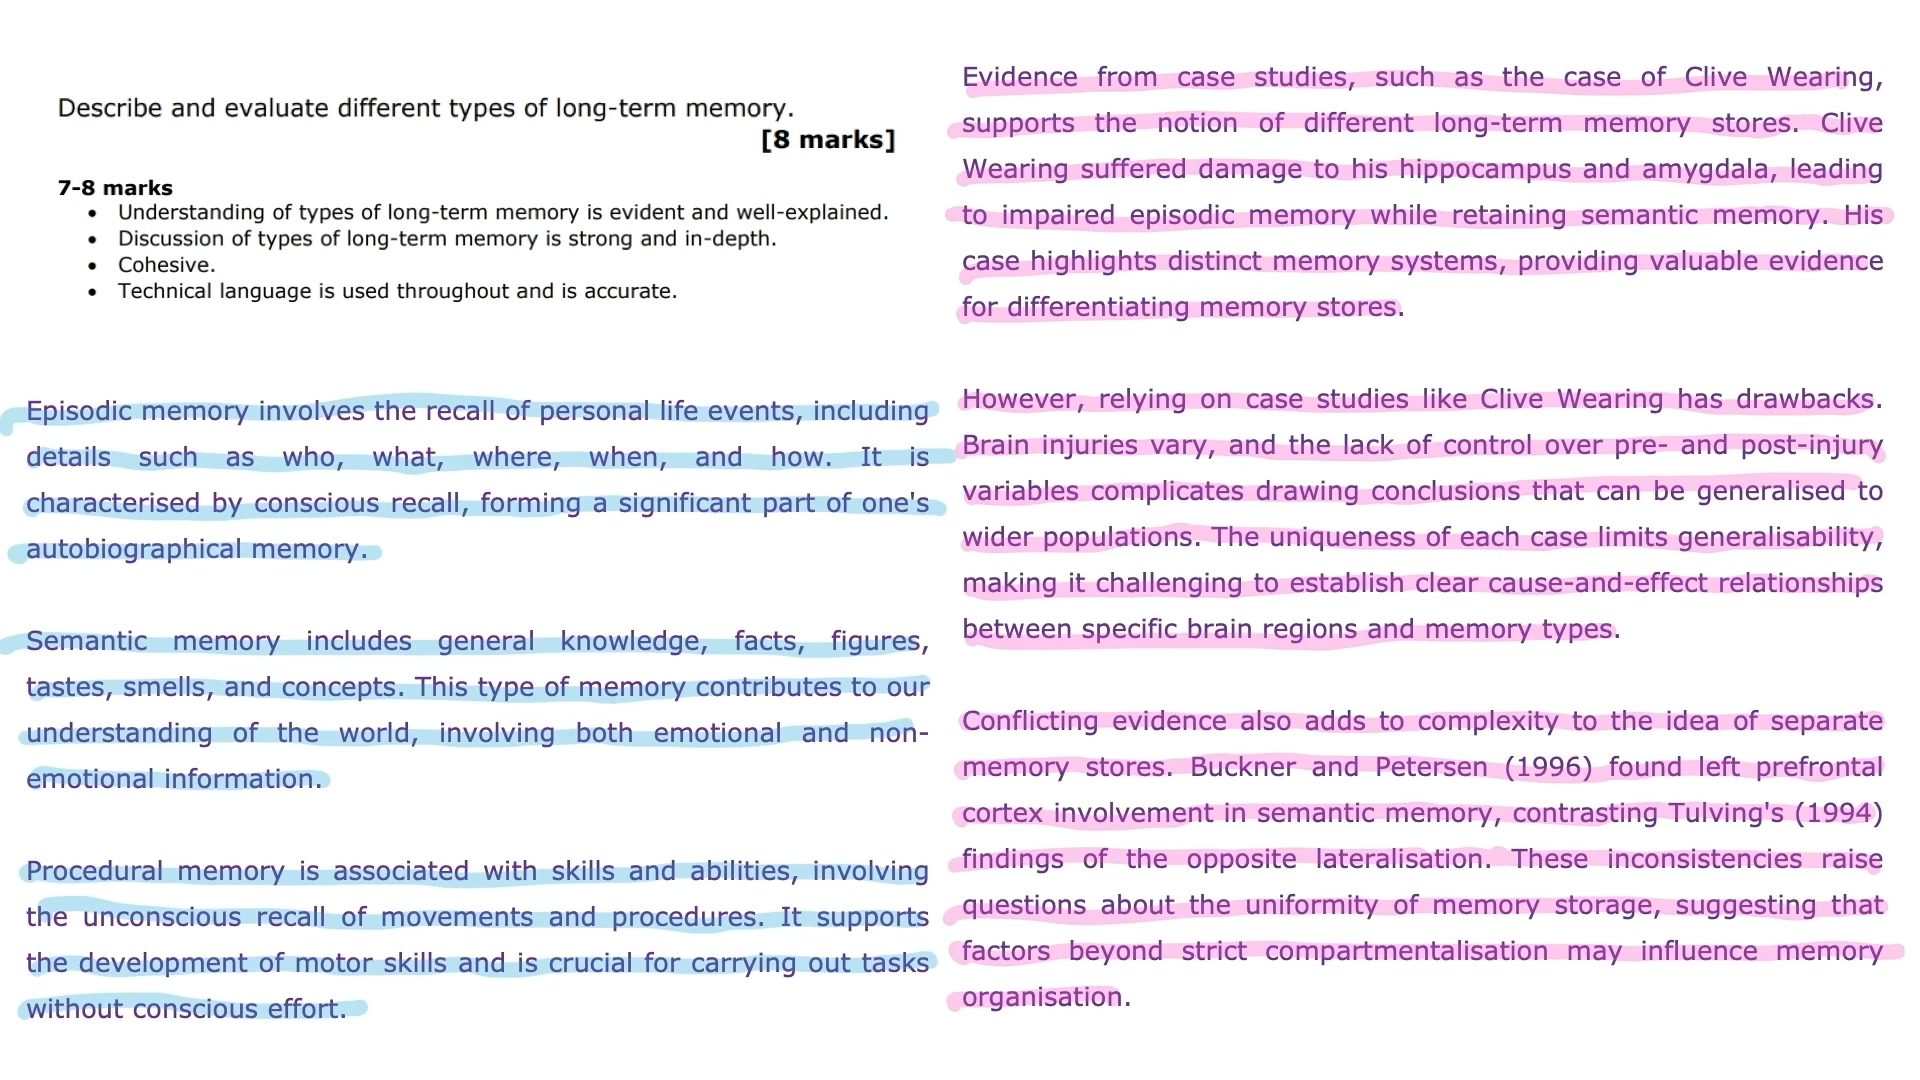 Describe and evaluate different types of long-term memory.
[8 marks]
7-8 marks
• Understanding of types of long-term memory is evident and well-explained.
• Discussion of types of long-term memory is strong and in-depth.
• Cohesive.
• Technical language is used throughout and is accurate.
Episodic memory involves the recall of personal life events, including
details such as who, what, where, when, and how. It is
characterised by conscious recall, forming a significant part of one's
autobiographical memory.
Semantic memory includes general knowledge, facts, figures,
tastes, smells, and concepts. This type of memory contributes to our
understanding of the world, involving both emotional and non-
emotional information.
Procedural memory is associated with skills and abilities, involving
the unconscious recall of movements and procedures. It supports
the development of motor skills and is crucial for carrying out tasks
without conscious effort.
Evidence from case studies, such as the case of Clive Wearing,
supports the notion of different long-term memory stores. Clive
Wearing suffered damage to his hippocampus and amygdala, leading
to impaired episodic memory while retaining semantic memory. His
case highlights distinct memory systems, providing valuable evidence
for differentiating memory stores.
However, relying on case studies like Clive Wearing has drawbacks.
Brain injuries vary, and the lack of control over pre- and post-injury
variables complicates drawing conclusions that can be generalised to
wider populations. The uniqueness of each case limits generalisability,
making it challenging to establish clear cause-and-effect relationships
between specific brain regions and memory types.
Conflicting evidence also adds to complexity to the idea of separate
memory stores. Buckner and Petersen (1996) found left prefrontal
cortex involvement in semantic memory, contrasting Tulving's (1994)
findings of the opposite lateralisation. These inconsistencies raise
questions about the uniformity of memory storage, suggesting that
factors beyond strict compartmentalisation may influence memory
organisation.